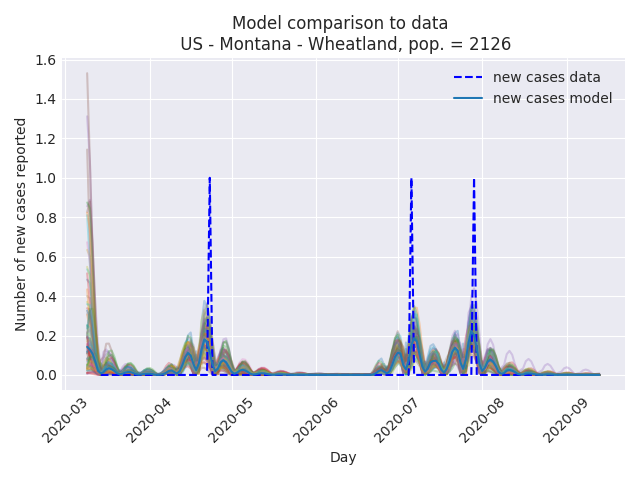 Model comparison to data
US - Montana - Wheatland, pop. = 2126
new cases data
new cases model
Number of new cases reported
1.6
1.4
1.2
1.0
0.8
0.6
0.4
0.2
0.0
2020-03
2020-04
2020-05
2020-06
2020-07
2020-08
2020-09
Day